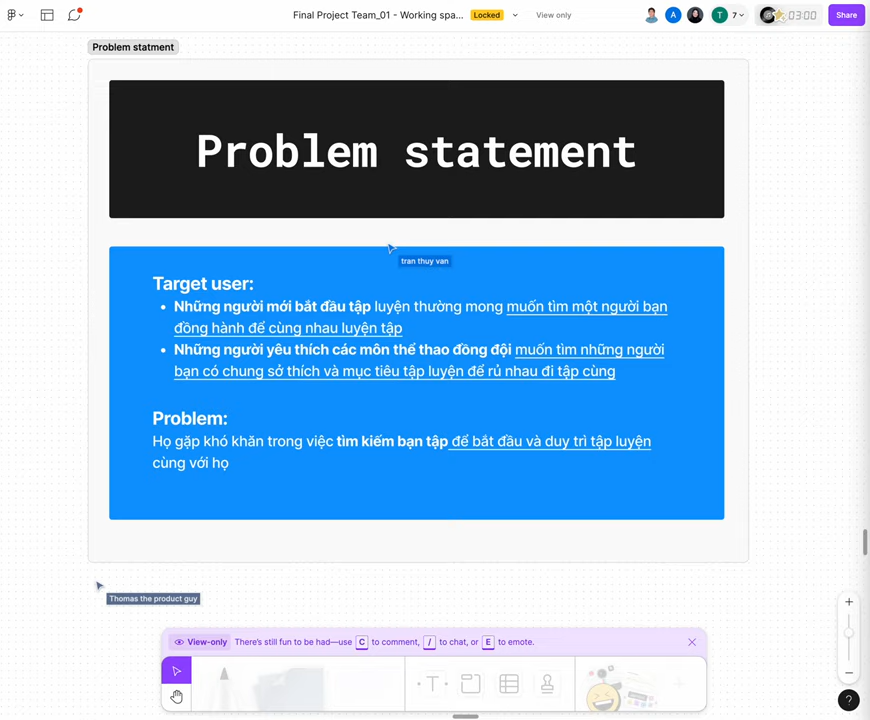 Final Project Team_01 - Working spa...
Locked
View only
A
T
7
03:00
Share
Problem statment
Problem statement
tran thuy van
Target user:
Những người mới bắt đầu tập luyện thường mong muốn tìm một người bạn
đồng hành để cùng nhau luyện tập
Những người yêu thích các môn thể thao đồng đội muốn tìm những người
bạn có chung sở thích và mục tiêu tập luyện để rủ nhau đi tập cùng
Problem:
Họ gặp khó khăn trong việc tìm kiếm bạn tập để bắt đầu và duy trì tập luyện
cùng với họ
Thomas the product guy
View-only There's still fun to be had—use C to comment, / to chat, or E to emote.
T
?